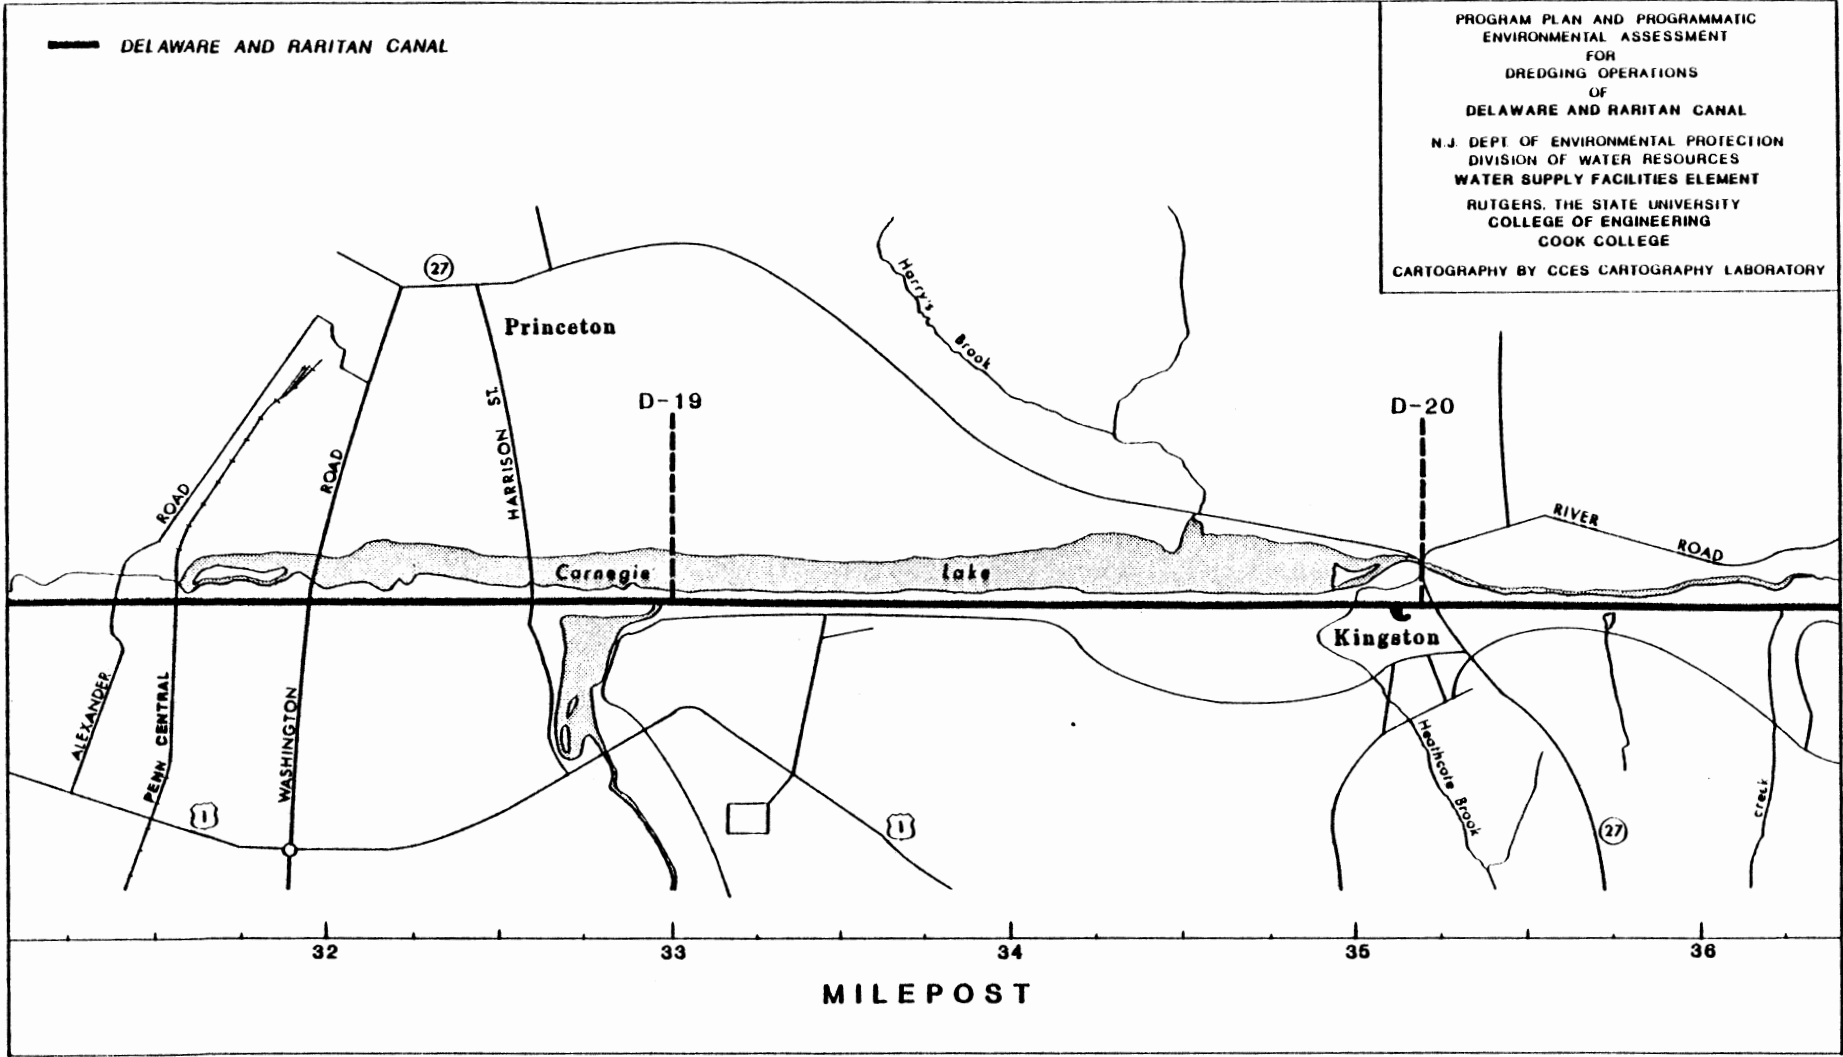 DELAWARE AND RARITAN CANAL
PROGRAM PLAN AND PROGRAMMATIC
ENVIRONMENTAL ASSESSMENT
FOR
DREDGING OPERATIONS
OF
DELAWARE AND RARITAN CANAL
N.J. DEPT. OF ENVIRONMENTAL PROTECTION
DIVISION OF WATER RESOURCES
WATER SUPPLY FACILITIES ELEMENT
RUTGERS, THE STATE UNIVERSITY
COLLEGE OF ENGINEERING
COOK COLLEGE
CARTOGRAPHY BY CCES CARTOGRAPHY LABORATORY
27
Princeton
Harry's
Brook
HARRISON ST.
D-19
D-20
ROAD
ROAD
RIVER
ROAD
Carnegie
Lake
Kingston
ALEXANDER
PENN CENTRAL
WASHINGTON
1
1
Heathcote Brook
27
Creek
32
33
34
35
36
MILEPOST